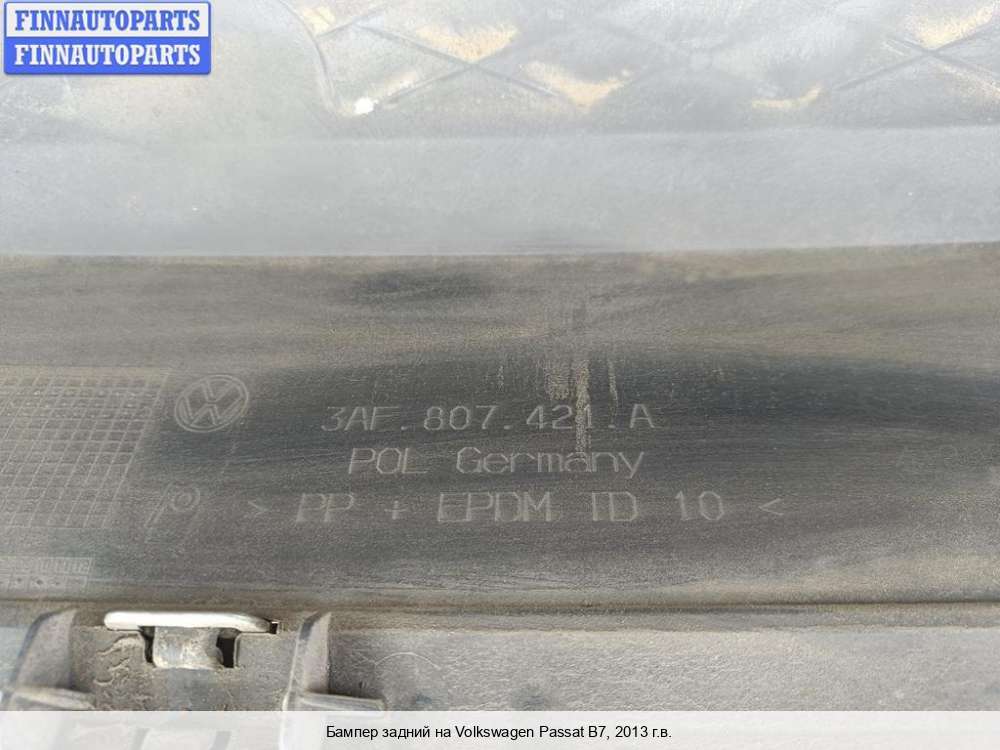 FINNAUTOPARTS
FINNAUTOPARTS
3AF.807.421.A
POL Germany
> PP + EPDM TD 10 <
Бампер задний на Volkswagen Passat B7, 2013 г.в.